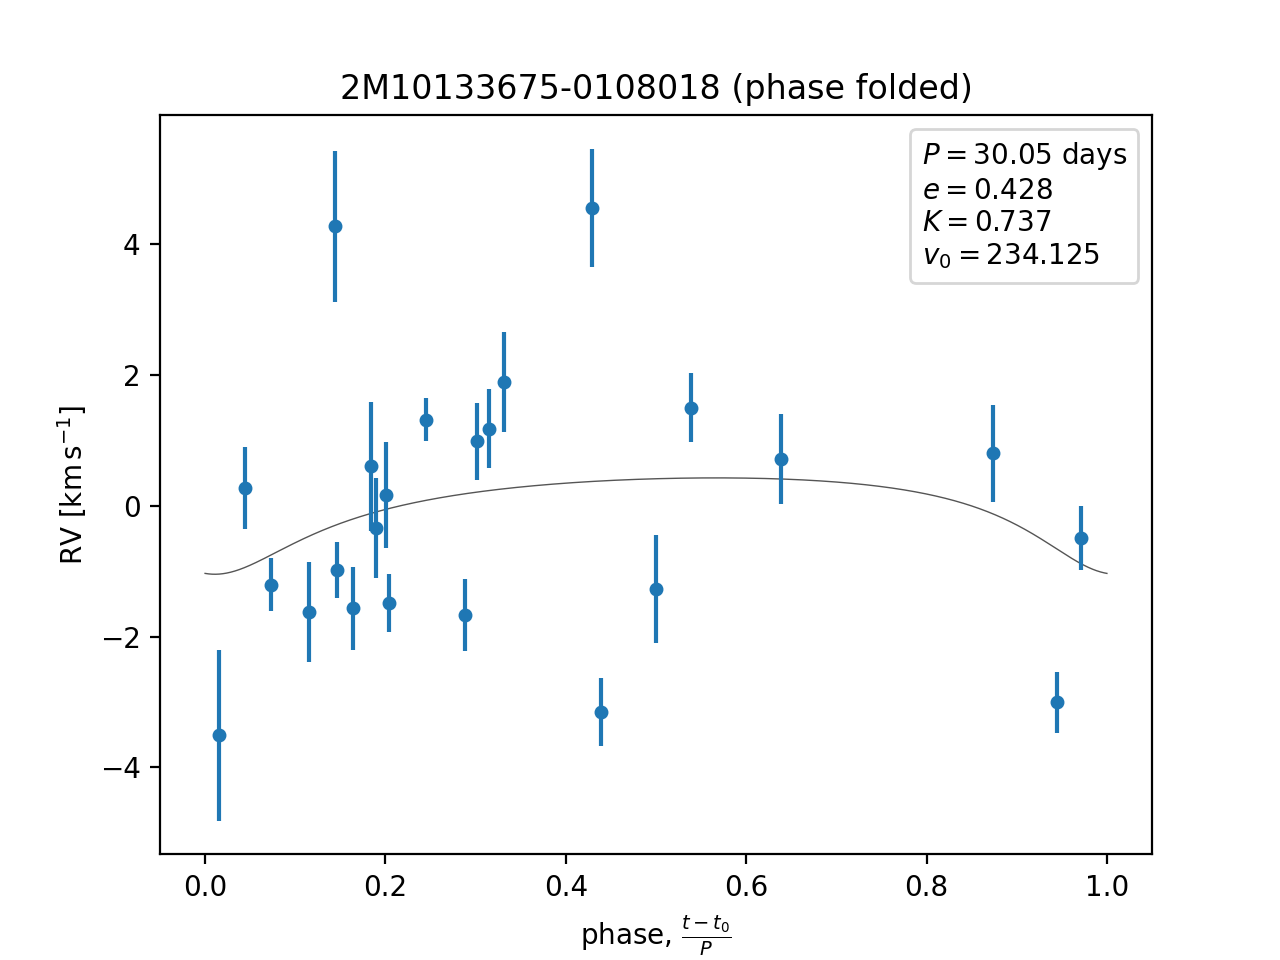 2M10133675-0108018 (phase folded)
P = 30.05 days
e = 0.428
K = 0.737
v₀ = 234.125
RV [km s⁻¹]
4
2
0
−2
−4
0.0 0.2 0.4 0.6 0.8 1.0
phase, (t − t₀)/P